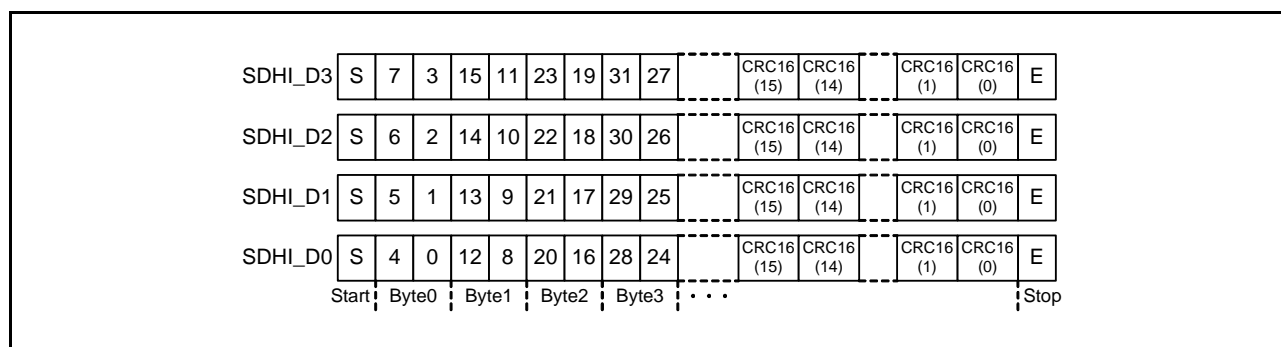 SDHI_D3 S 7 3 15 11 23 19 31 27 CRC16 (15) CRC16 (14) CRC16 (1) CRC16 (0) E
SDHI_D2 S 6 2 14 10 22 18 30 26 CRC16 (15) CRC16 (14) CRC16 (1) CRC16 (0) E
SDHI_D1 S 5 1 13 9 21 17 29 25 CRC16 (15) CRC16 (14) CRC16 (1) CRC16 (0) E
SDHI_D0 S 4 0 12 8 20 16 28 24 CRC16 (15) CRC16 (14) CRC16 (1) CRC16 (0) E
Start Byte0 Byte1 Byte2 Byte3 · · · Stop